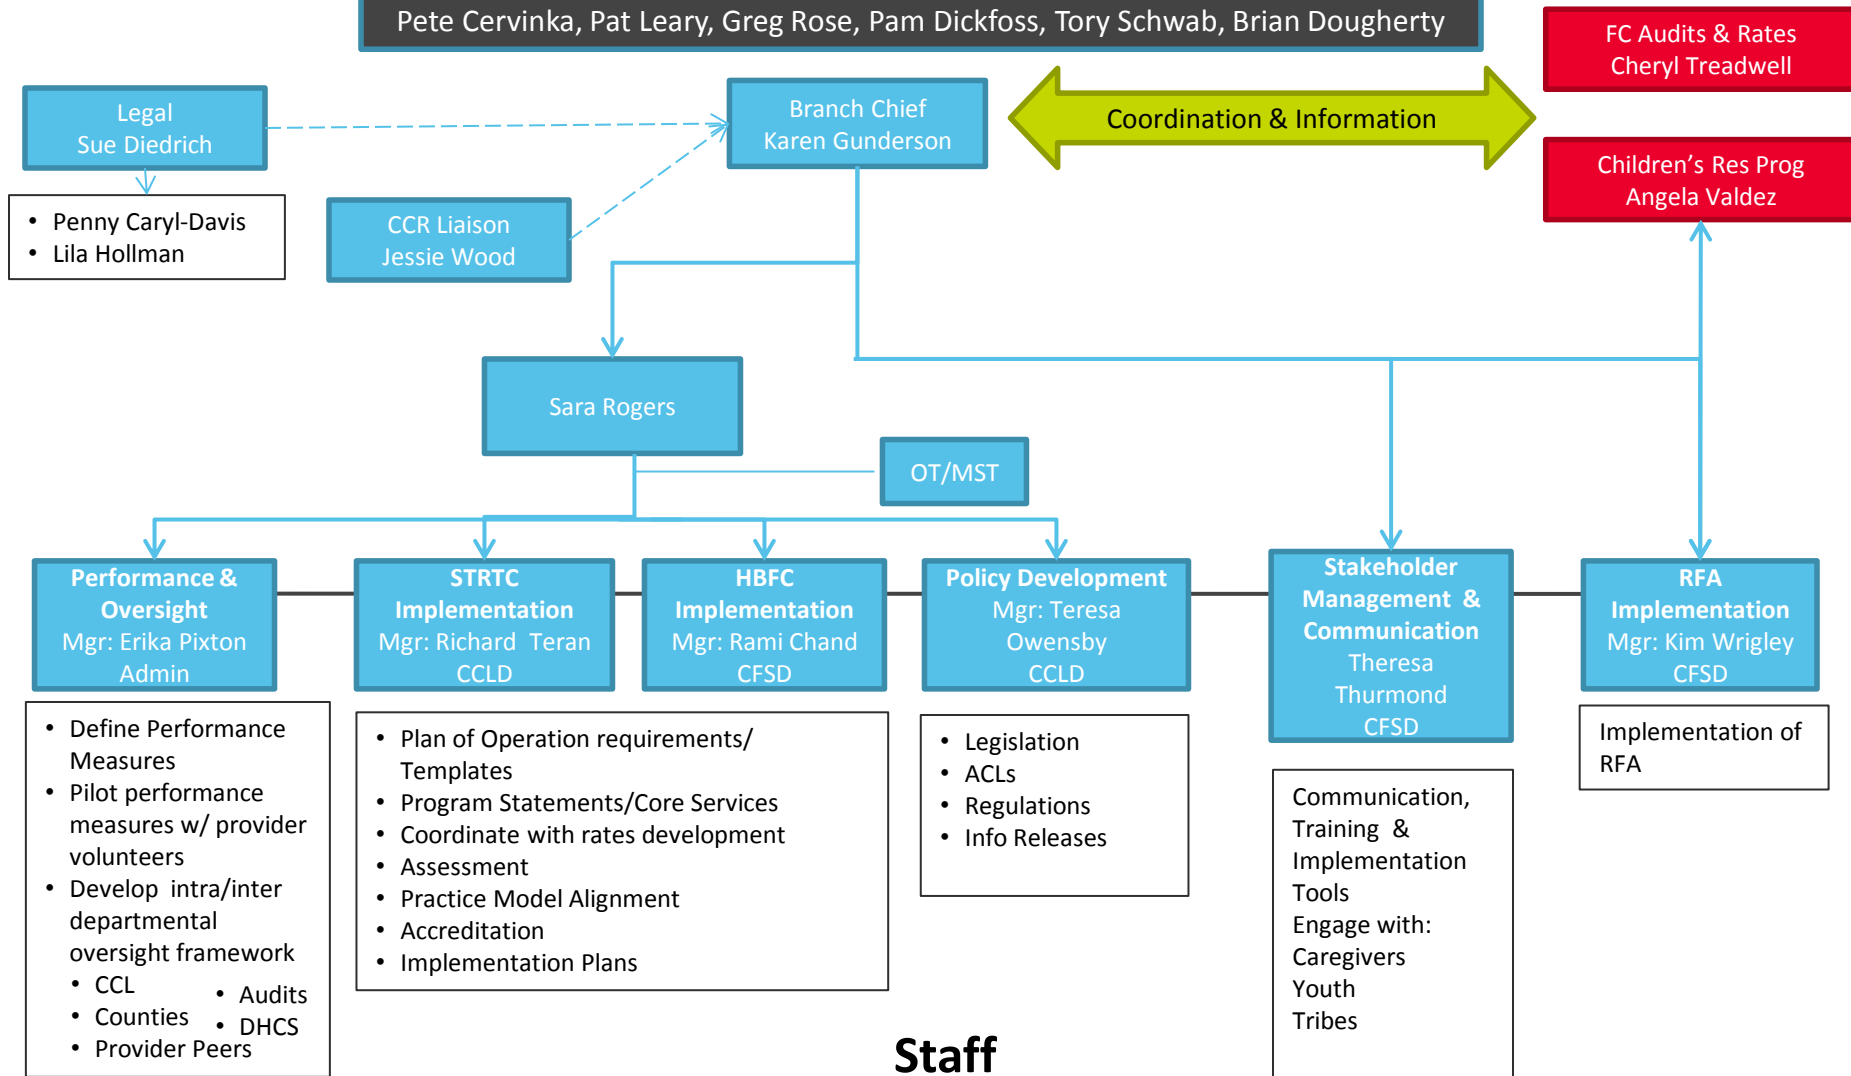 Pete Cervinka, Pat Leary, Greg Rose, Pam Dickfoss, Tory Schwab, Brian Dougherty
FC Audits & Rates
Cheryl Treadwell
Legal
Sue Diedrich
Branch Chief
Karen Gunderson
Coordination & Information
Children’s Res Prog
Angela Valdez
• Penny Caryl-Davis
• Lila Hollman
CCR Liaison
Jessie Wood
Sara Rogers
OT/MST
Performance &
Oversight
Mgr: Erika Pixton
Admin
STRTC
Implementation
Mgr: Richard Teran
CCLD
HBFC
Implementation
Mgr: Rami Chand
CFSD
Policy Development
Mgr: Teresa
Owensby
CCLD
Stakeholder
Management &
Communication
Theresa
Thurmond
CFSD
RFA
Implementation
Mgr: Kim Wrigley
CFSD
• Define Performance
Measures
• Pilot performance
measures w/ provider
volunteers
• Develop intra/inter
departmental
oversight framework
• CCL
• Counties
• Provider Peers
• Audits
• DHCS
• Plan of Operation requirements/
Templates
• Program Statements/Core Services
• Coordinate with rates development
• Assessment
• Practice Model Alignment
• Accreditation
• Implementation Plans
• Legislation
• ACLs
• Regulations
• Info Releases
Communication,
Training &
Implementation
Tools
Engage with:
Caregivers
Youth
Tribes
Implementation of
RFA
Staff